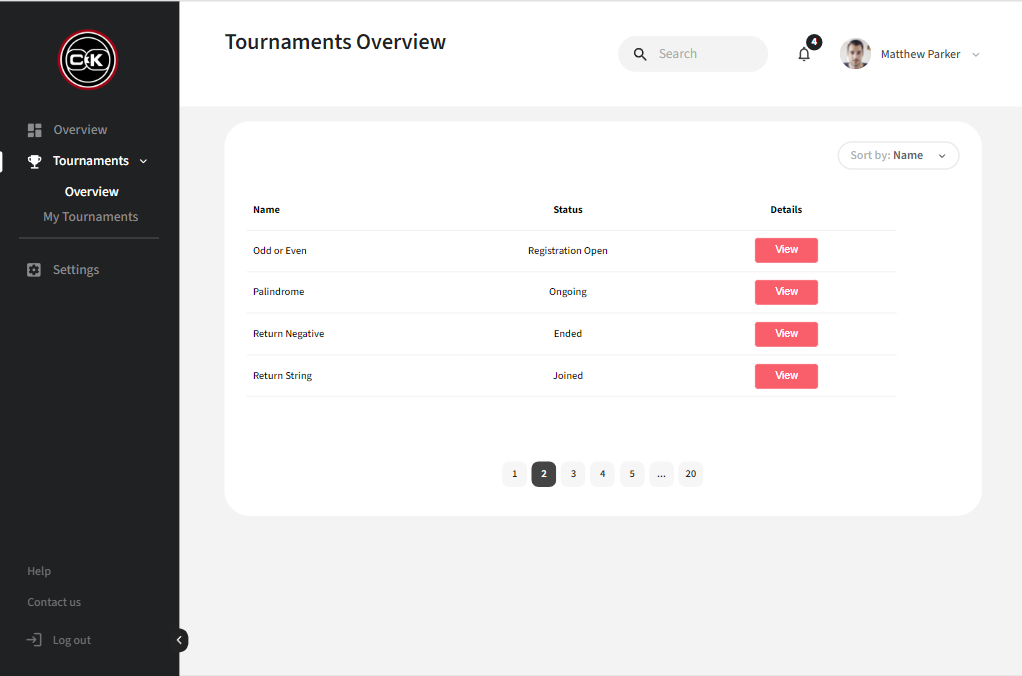 CK
Tournaments Overview
Search
4
Matthew Parker
Overview
Tournaments
Overview
My Tournaments
Settings
Help
Contact us
Log out
Sort by: Name
Name Status Details
Odd or Even Registration Open View
Palindrome Ongoing View
Return Negative Ended View
Return String Joined View
1 2 3 4 5 ... 20